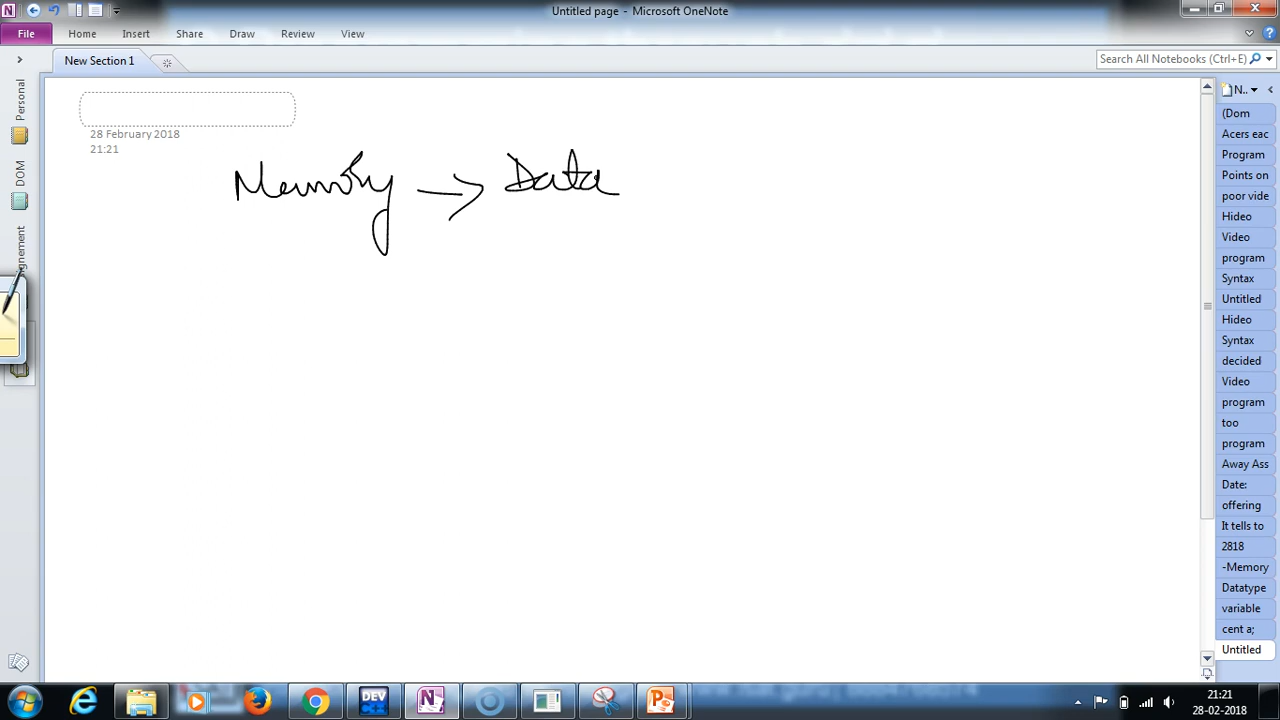 Untitled page - Microsoft OneNote
File Home Insert Share Draw Review View
New Section 1
Search All Notebooks (Ctrl+E)
N..
28 February 2018
21:21
Memory → Data
Personal
DOM
gnement
(Dom
Acers eac
Program
Points on
poor vide
Hideo
Video
program
Syntax
Untitled
Hideo
Syntax
decided
Video
program
too
program
Away Ass
Date:
offering
It tells to
2818
-Memory
Datatype
variable
cent a;
Untitled
DEV
21:21
28-02-2018